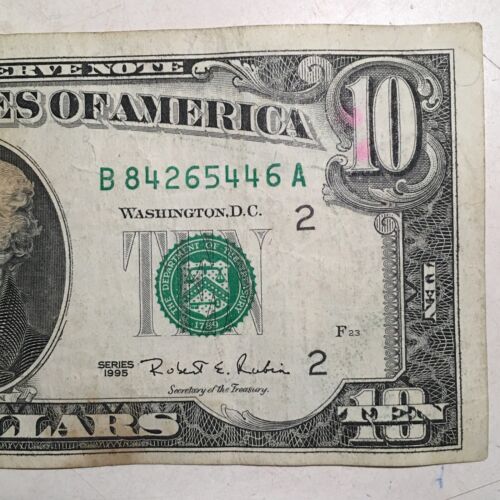 ERVE NOTE
ES OF AMERICA
10
B 84265446 A
WASHINGTON, D.C.
2
TEN
THE DEPARTMENT OF THE TREASURY
1789
TEN
F 23
SERIES
1995
Robert E. Rubin
2
Secretary of the Treasury.
LLARS
10
TEN